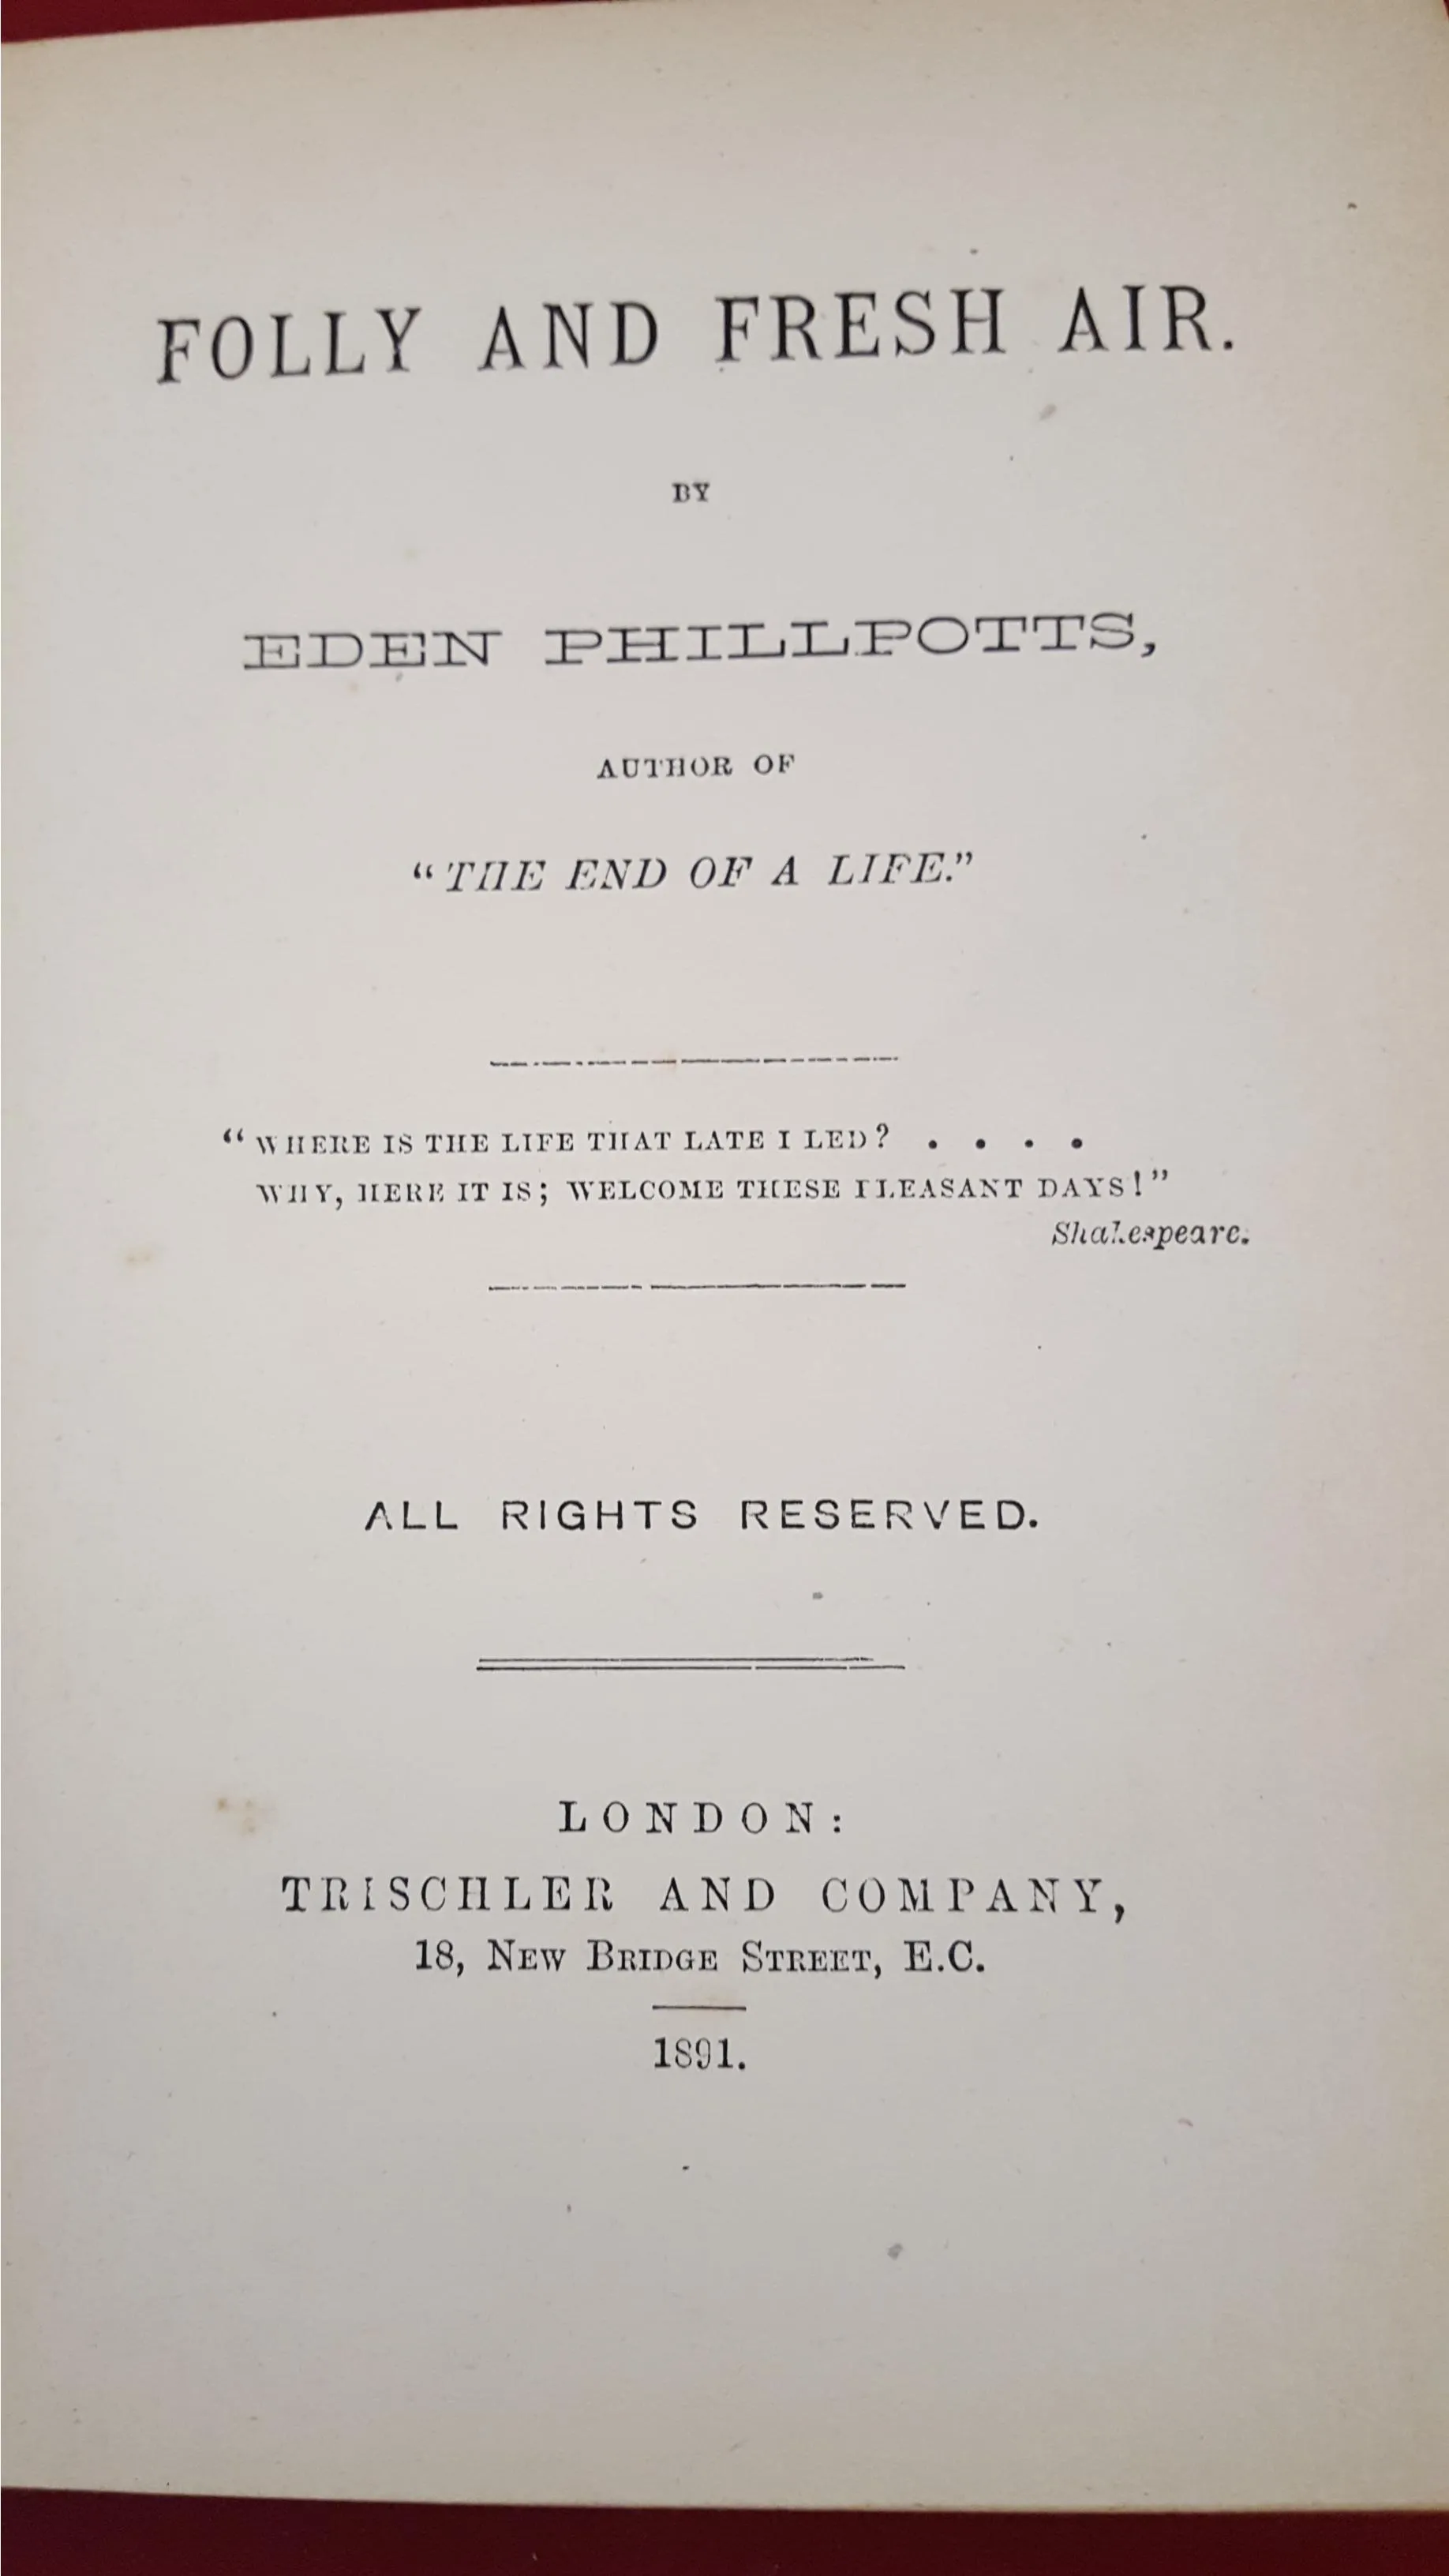 FOLLY AND FRESH AIR.
BY
EDEN PHILLPOTTS,
AUTHOR OF
“THE END OF A LIFE.”
“WHERE IS THE LIFE THAT LATE I LED? . . . .
WHY, HERE IT IS; WELCOME THESE PLEASANT DAYS!”
Shakespeare.
ALL RIGHTS RESERVED.
LONDON:
TRISCHLER AND COMPANY,
18, NEW BRIDGE STREET, E.C.
1891.